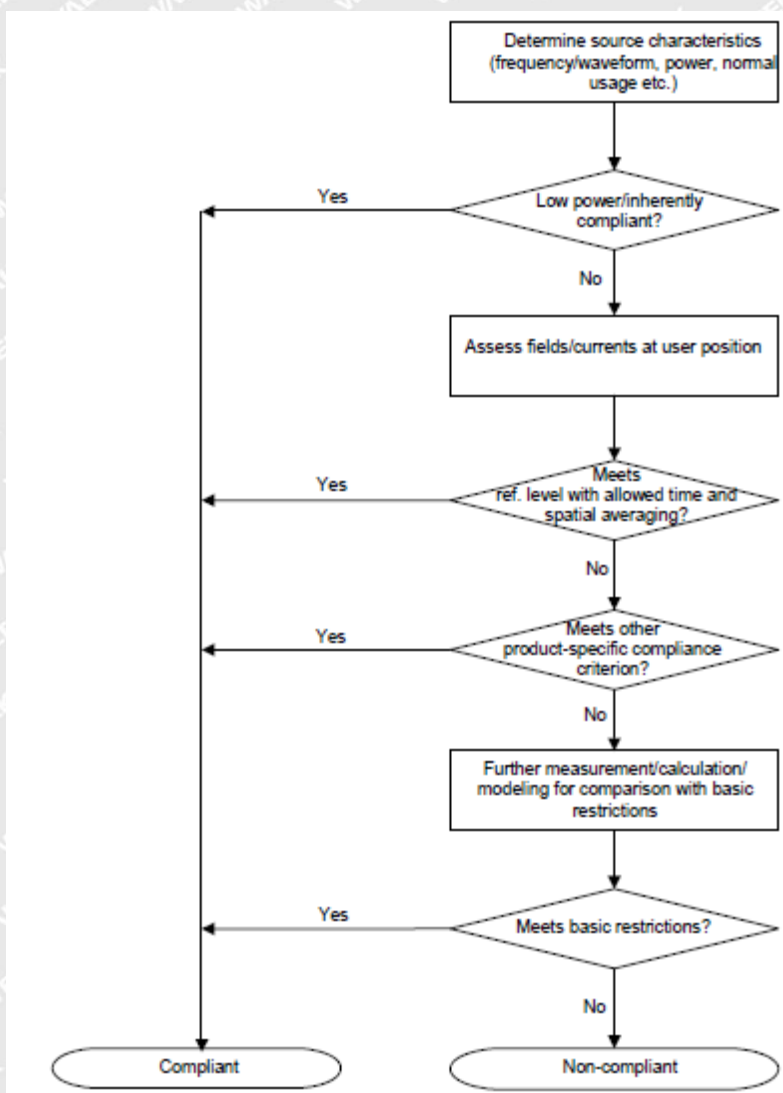 Determine source characteristics
(frequency/waveform, power, normal
usage etc.)
Yes
Low power/inherently
compliant?
No
Assess fields/currents at user position
Yes
Meets
ref. level with allowed time and
spatial averaging?
No
Yes
Meets other
product-specific compliance
criterion?
No
Further measurement/calculation/
modeling for comparison with basic
restrictions
Yes
Meets basic restrictions?
No
Compliant
Non-compliant